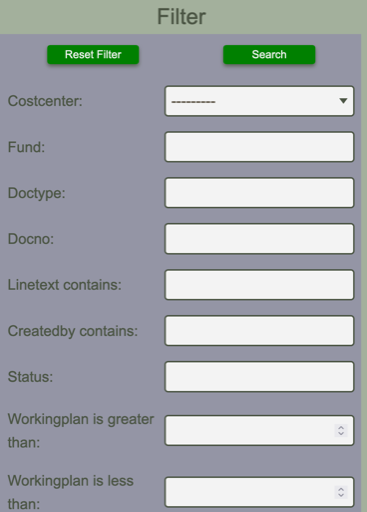 Filter
Reset Filter Search
Costcenter: ---------
Fund:
Doctype:
Docno:
Linetext contains:
Createdby contains:
Status:
Workingplan is greater
than:
Workingplan is less
than: